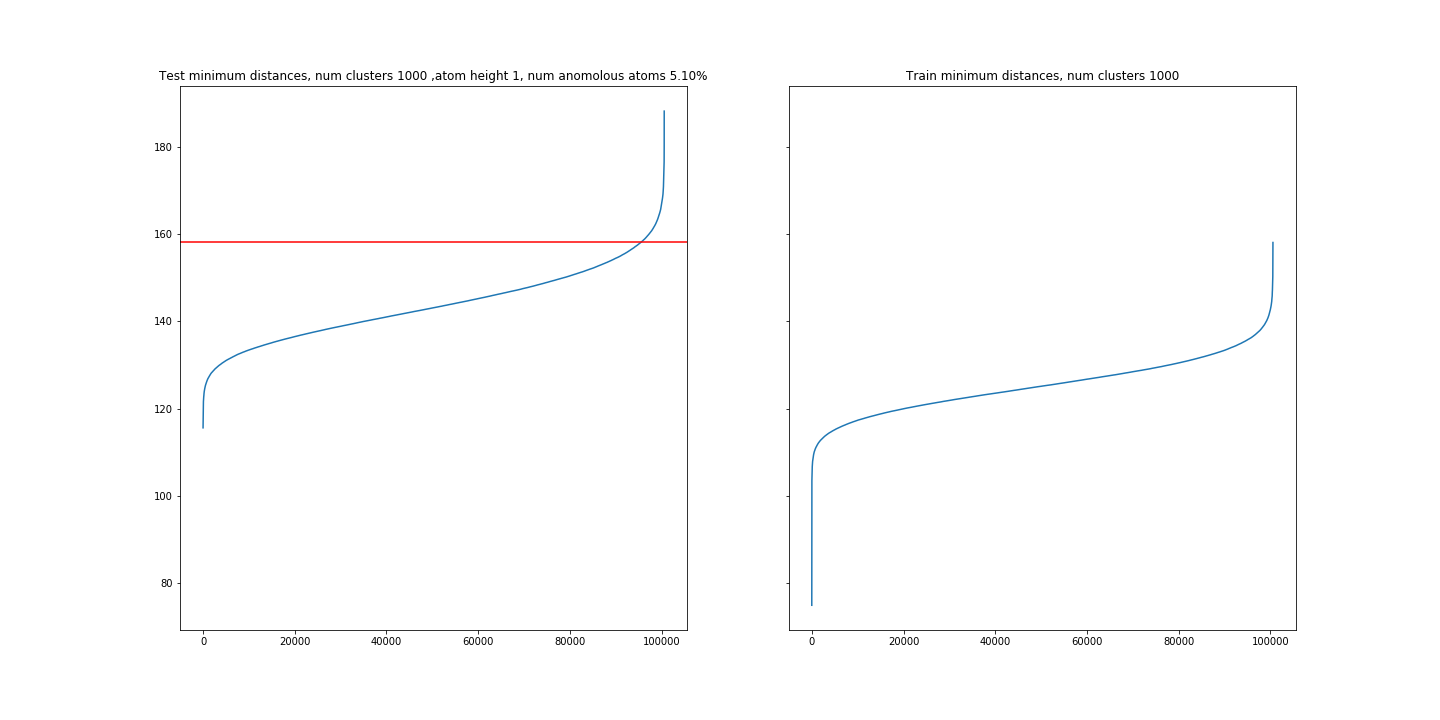 Test minimum distances, num clusters 1000 ,atom height 1, num anomolous atoms 5.10%
180
160
140
120
100
80
0 20000 40000 60000 80000 100000
Train minimum distances, num clusters 1000
0 20000 40000 60000 80000 100000